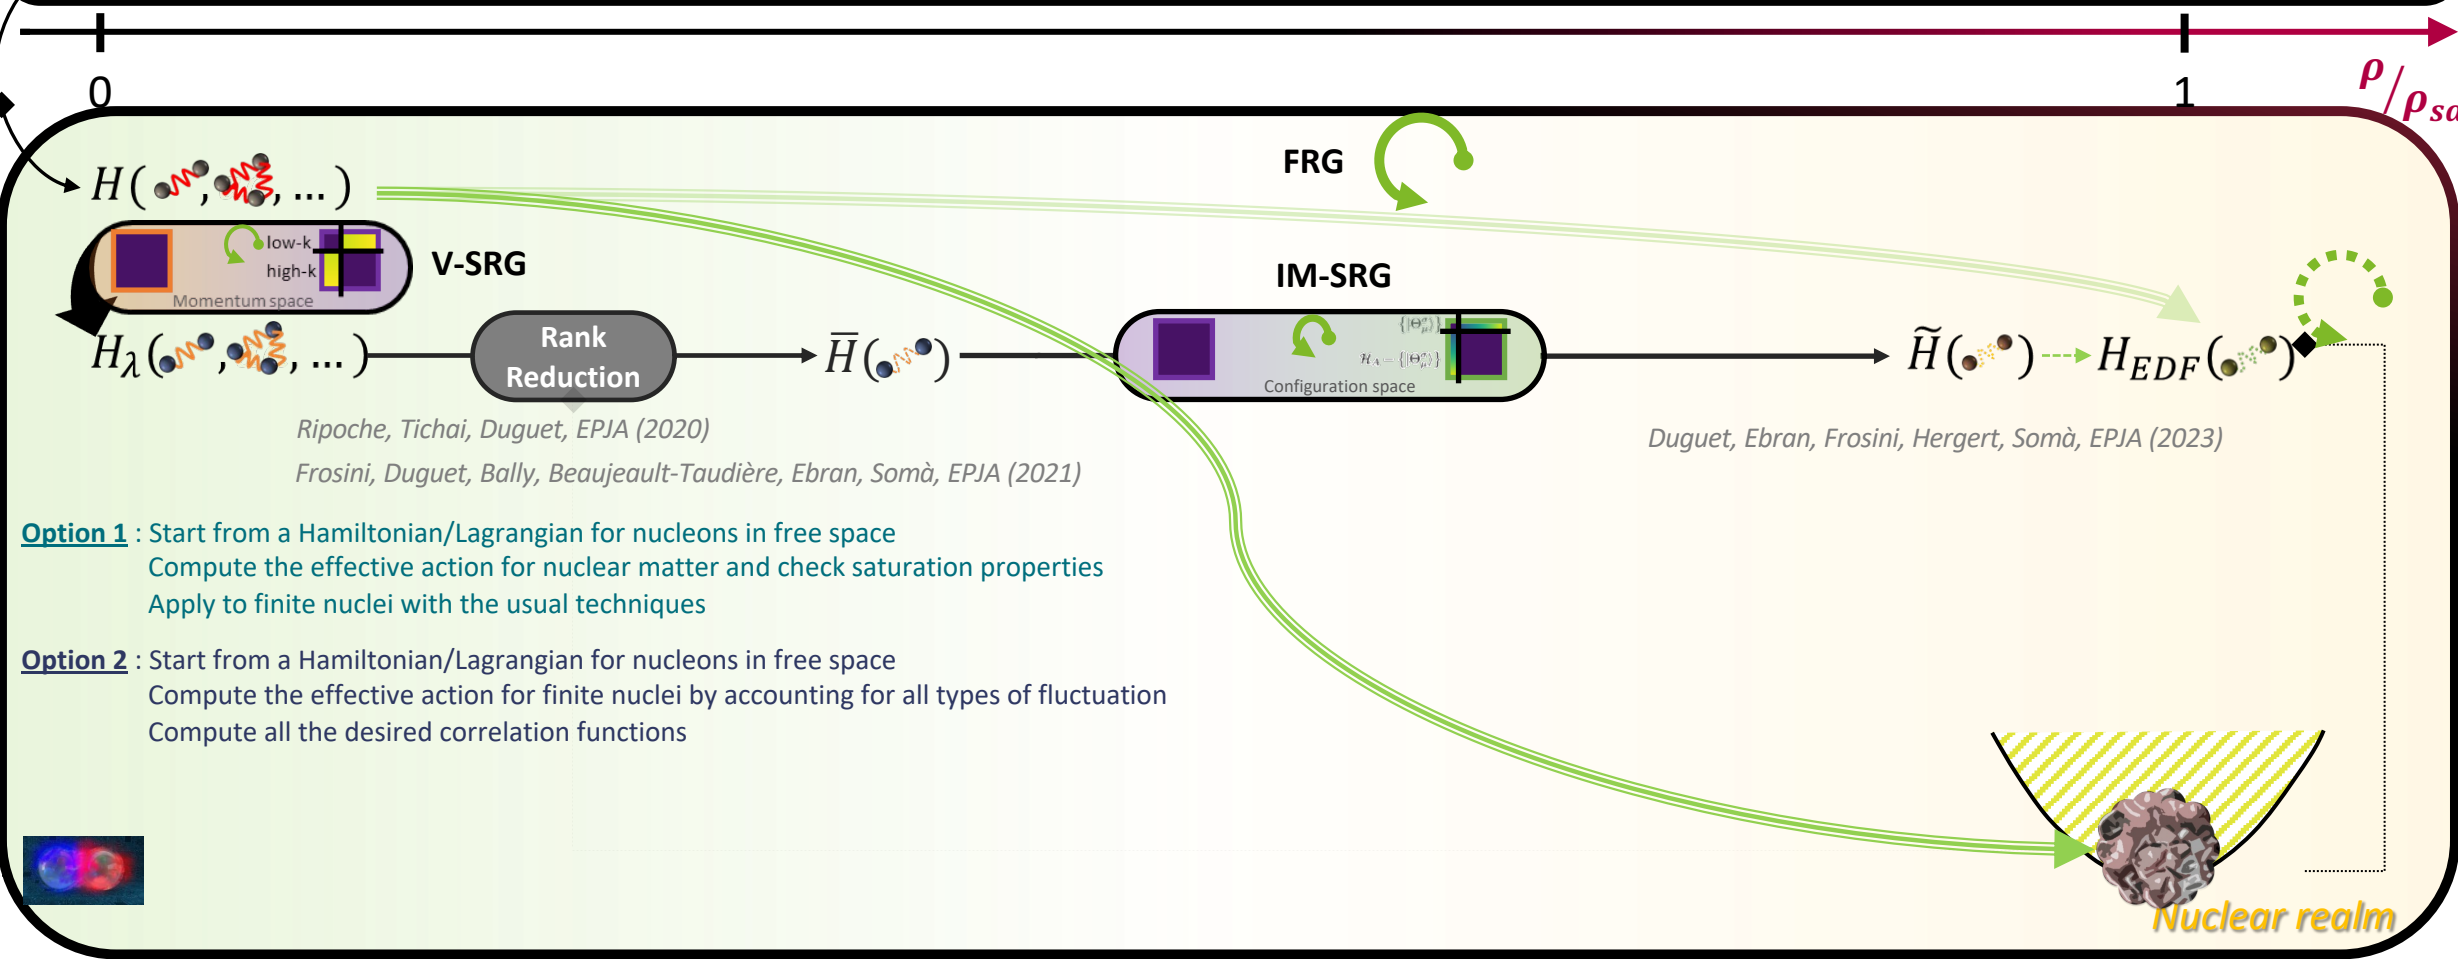 0
1
ρ/ρsa
FRG
H( , , ... )
low-k
high-k
Momentum space
V-SRG
IM-SRG
Hλ( , , ... )
Rank
Reduction
H̅( )
{|Θ
ℋ
Configuration space
H̃( )
HEDF( )
Ripoche, Tichai, Duguet, EPJA (2020)
Frosini, Duguet, Bally, Beaujeault-Taudière, Ebran, Somà, EPJA (2021)
Duguet, Ebran, Frosini, Hergert, Somà, EPJA (2023)
Option 1 : Start from a Hamiltonian/Lagrangian for nucleons in free space
Compute the effective action for nuclear matter and check saturation properties
Apply to finite nuclei with the usual techniques
Option 2 : Start from a Hamiltonian/Lagrangian for nucleons in free space
Compute the effective action for finite nuclei by accounting for all types of fluctuation
Compute all the desired correlation functions
Nuclear realm